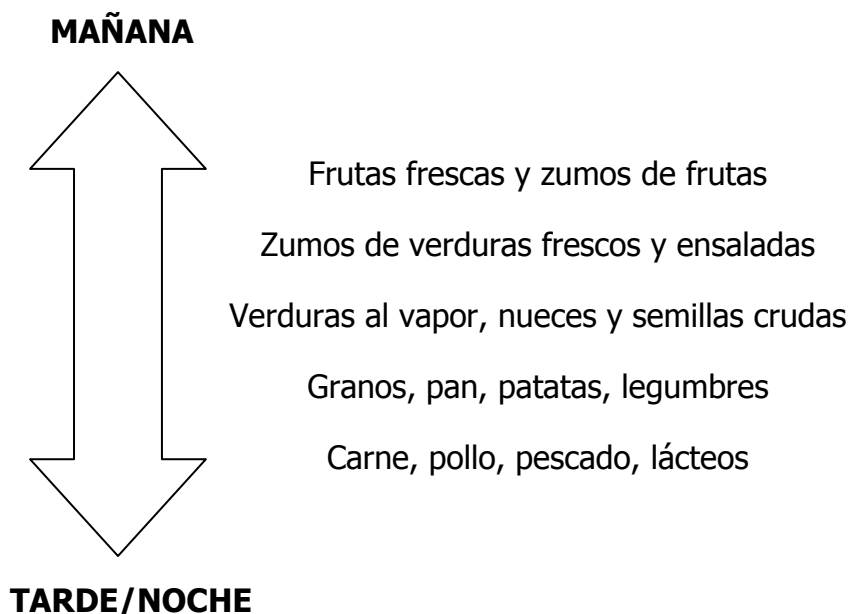 MAÑANA
Frutas frescas y zumos de frutas
Zumos de verduras frescos y ensaladas
Verduras al vapor, nueces y semillas crudas
Granos, pan, patatas, legumbres
Carne, pollo, pescado, lácteos
TARDE/NOCHE